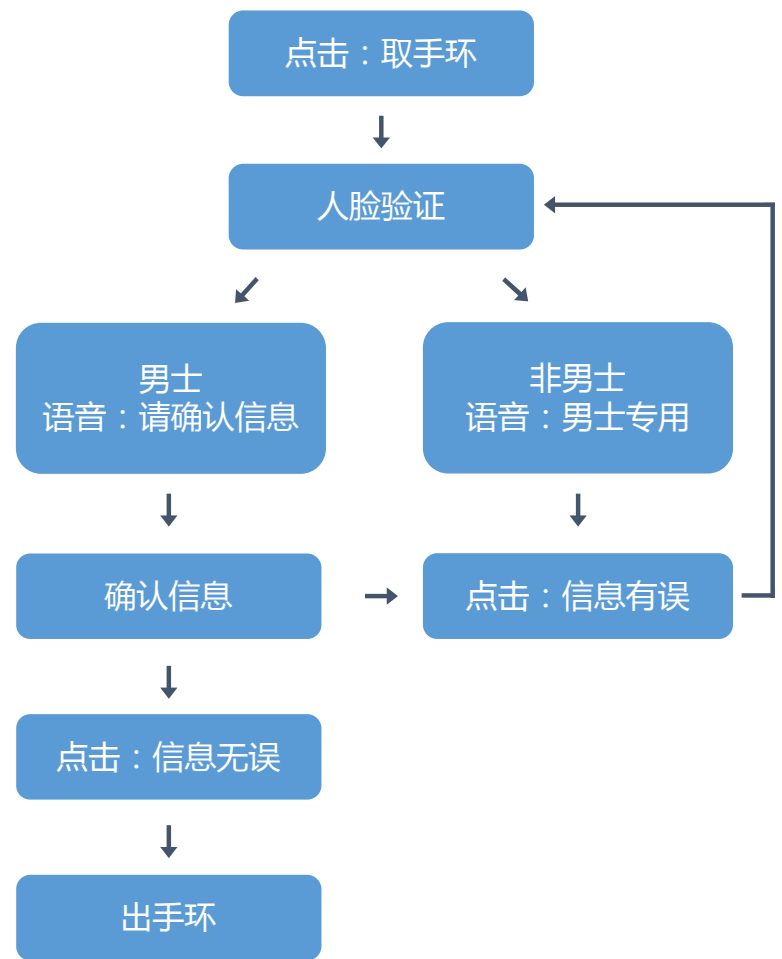 点击：取手环
人脸验证
男士
语音：请确认信息
非男士
语音：男士专用
确认信息
点击：信息有误
点击：信息无误
出手环